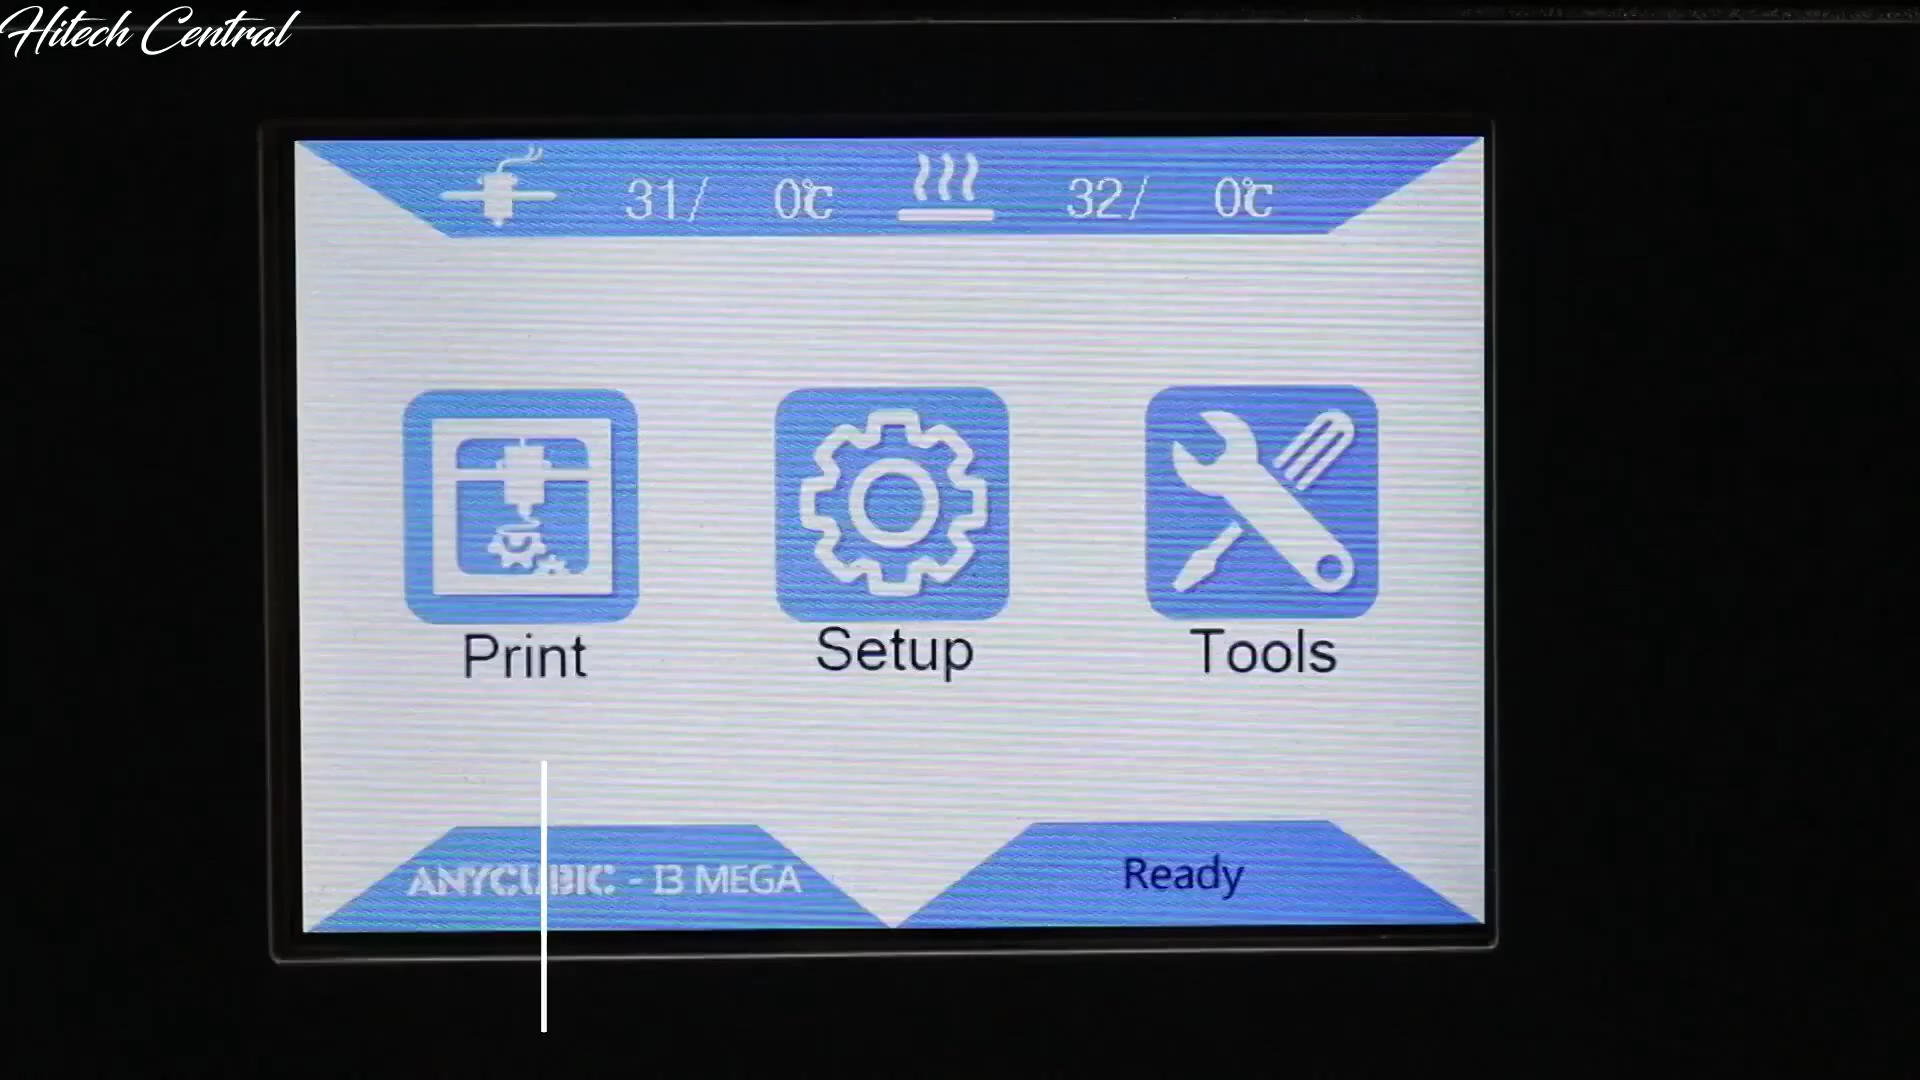 Hitech Central
31/ 0℃ 32/ 0℃
Print Setup Tools
ANYCUBIC - I3 MEGA Ready